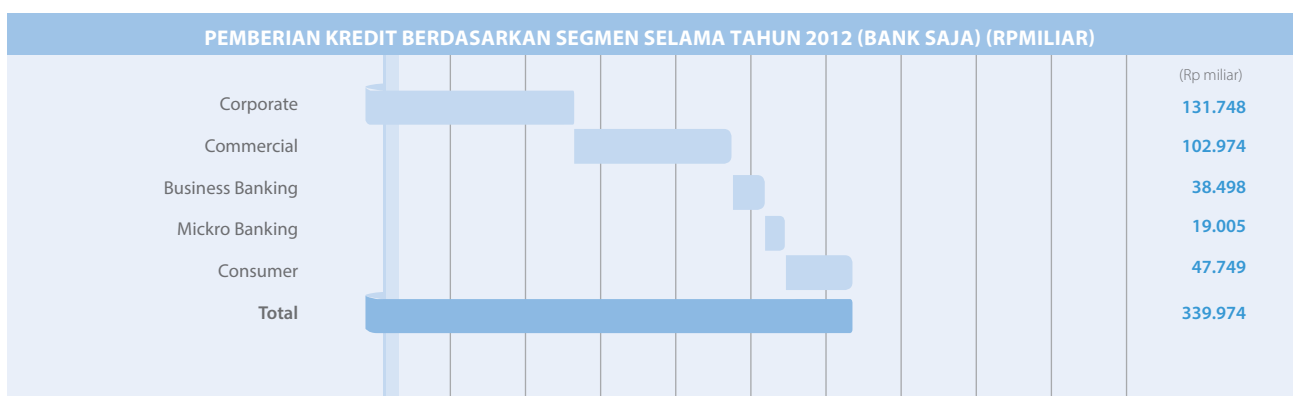 PEMBERIAN KREDIT BERDASARKAN SEGMEN SELAMA TAHUN 2012 (BANK SAJA) (RPMILIAR)
(Rp miliar)
Corporate 131.748
Commercial 102.974
Business Banking 38.498
Mickro Banking 19.005
Consumer 47.749
Total 339.974